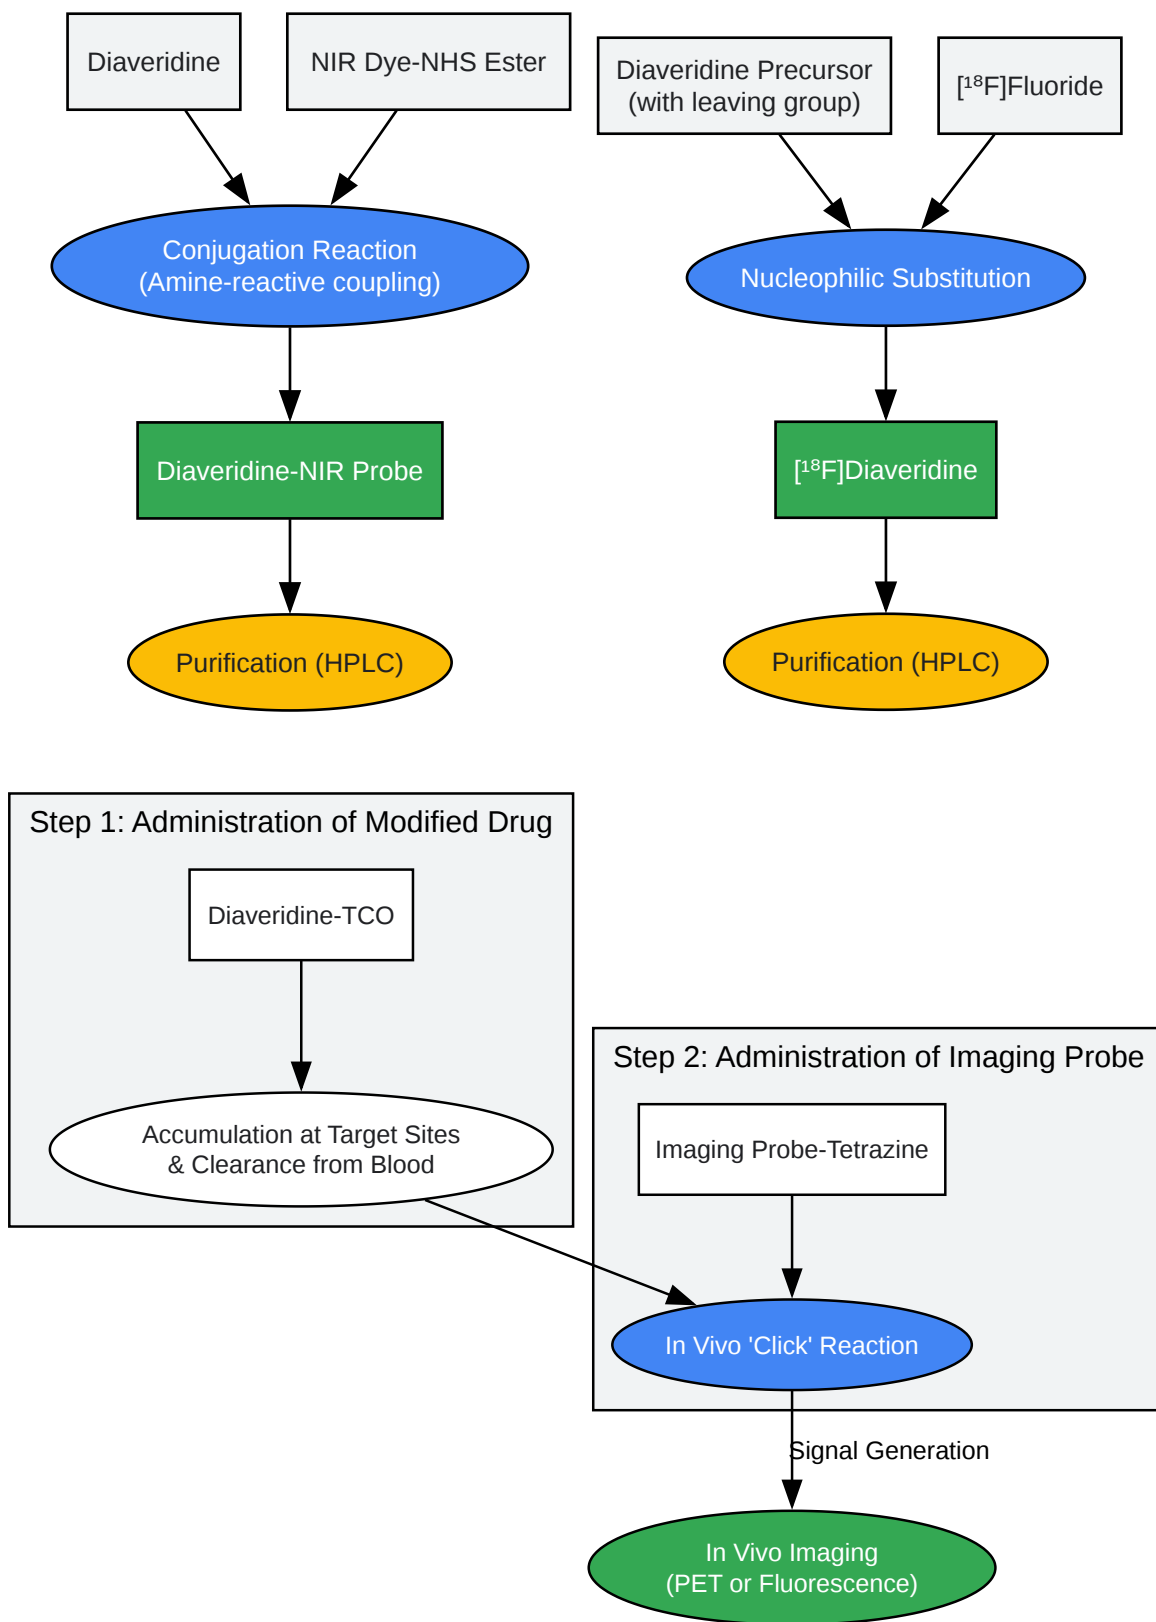 Diaveridine
NIR Dye-NHS Ester
Conjugation Reaction
(Amine-reactive coupling)
Diaveridine-NIR Probe
Purification (HPLC)
Diaveridine Precursor
(with leaving group)
[¹⁸F]Fluoride
Nucleophilic Substitution
[¹⁸F]Diaveridine
Purification (HPLC)
Step 1: Administration of Modified Drug
Diaveridine-TCO
Accumulation at Target Sites
& Clearance from Blood
Step 2: Administration of Imaging Probe
Imaging Probe-Tetrazine
In Vivo 'Click' Reaction
Signal Generation
In Vivo Imaging
(PET or Fluorescence)